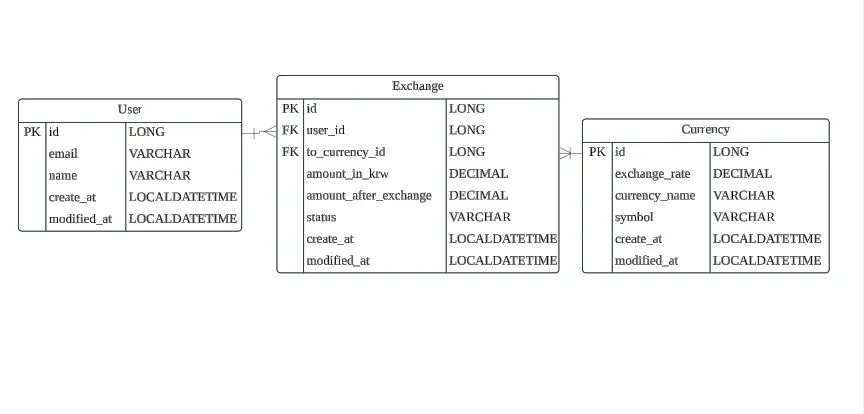 User
PK id LONG
email VARCHAR
name VARCHAR
create_at LOCALDATETIME
modified_at LOCALDATETIME
Exchange
PK id LONG
FK user_id LONG
FK to_currency_id LONG
amount_in_krw DECIMAL
amount_after_exchange DECIMAL
status VARCHAR
create_at LOCALDATETIME
modified_at LOCALDATETIME
Currency
PK id LONG
exchange_rate DECIMAL
currency_name VARCHAR
symbol VARCHAR
create_at LOCALDATETIME
modified_at LOCALDATETIME